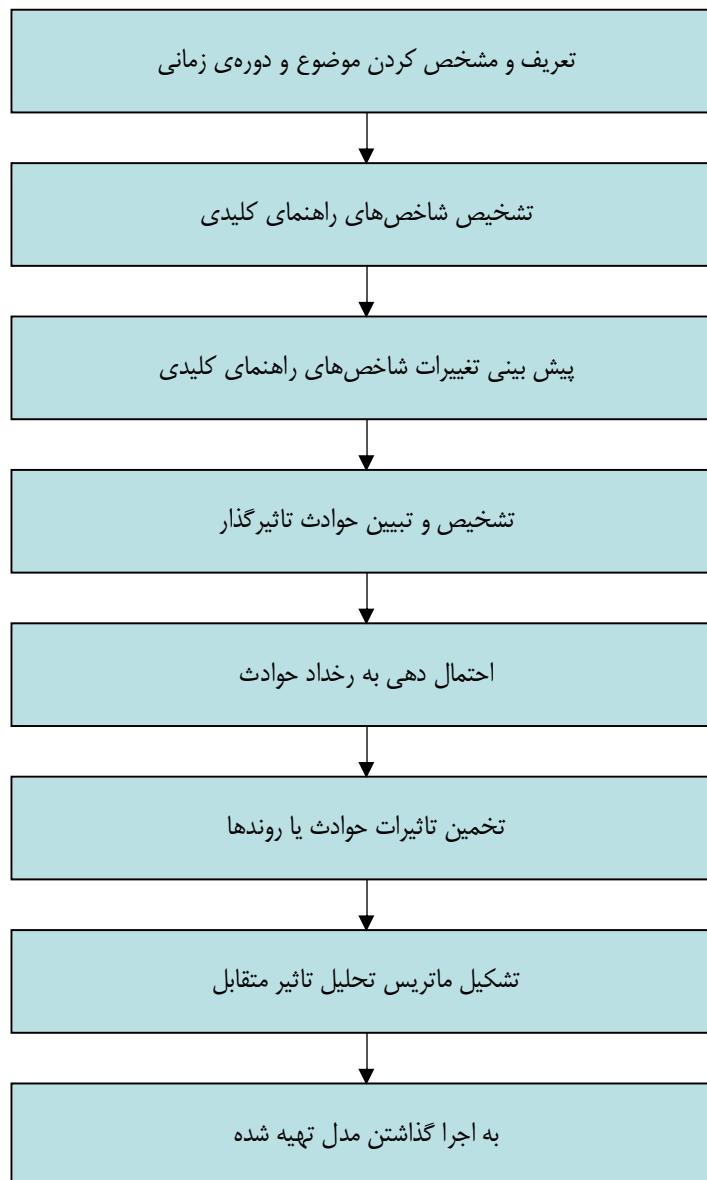 تعریف و مشخص کردن موضوع و دوره‌ی زمانی
تشخیص شاخص‌های راهنمای کلیدی
پیش بینی تغییرات شاخص‌های راهنمای کلیدی
تشخیص و تبیین حوادث تاثیرگذار
احتمال دهی به رخداد حوادث
تخمین تاثیرات حوادث یا روندها
تشکیل ماتریس تحلیل تاثیر متقابل
به اجرا گذاشتن مدل تهیه شده